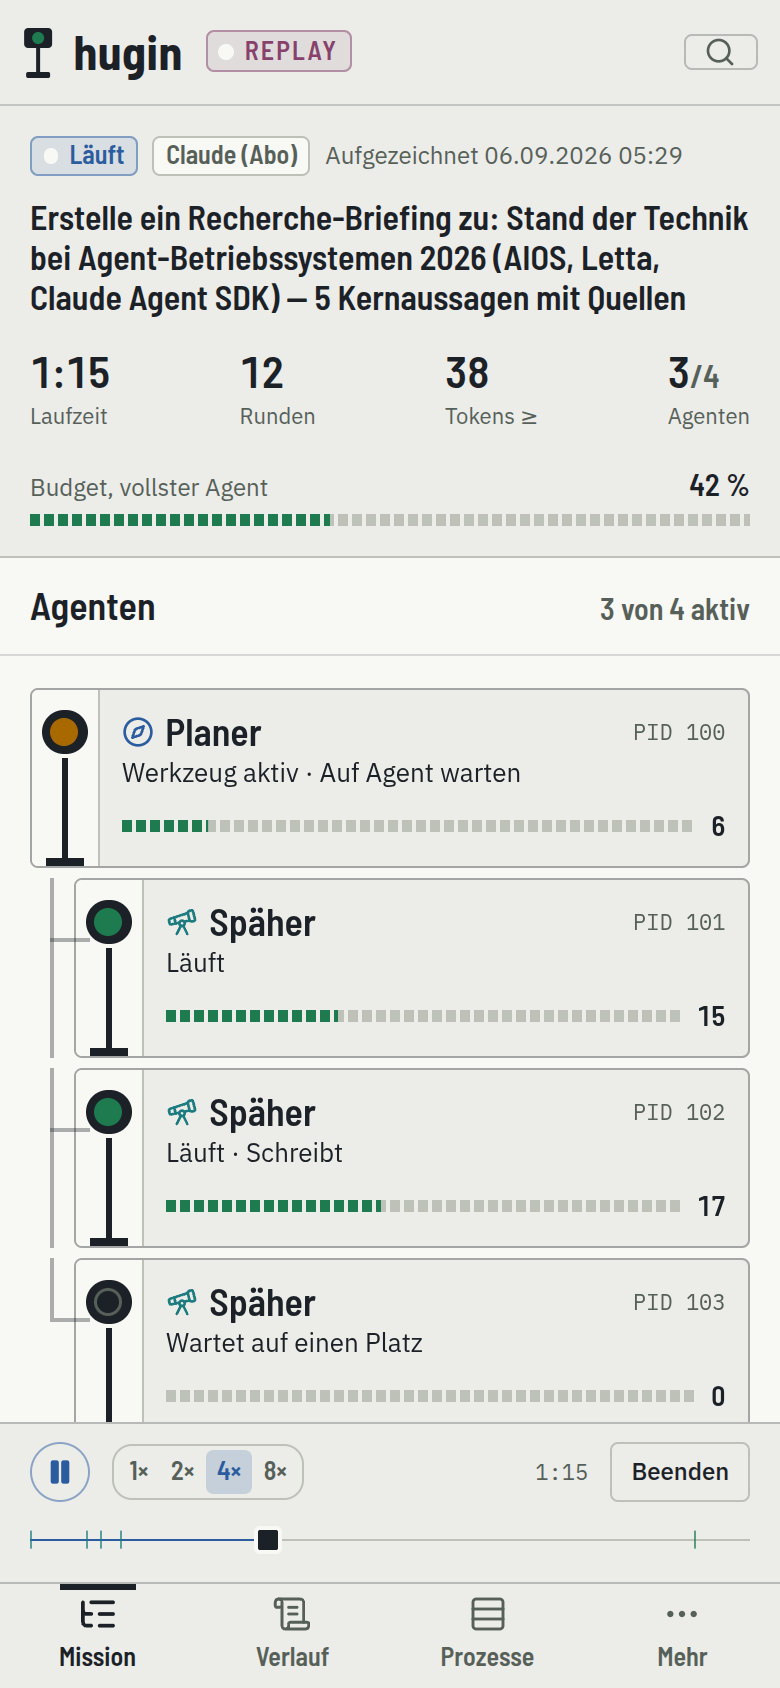 hugin
REPLAY
Läuft
Claude (Abo)
Aufgezeichnet 06.09.2026 05:29
Erstelle ein Recherche-Briefing zu: Stand der Technik
bei Agent-Betriebssystemen 2026 (AIOS, Letta,
Claude Agent SDK) — 5 Kernaussagen mit Quellen
1:15
Laufzeit
12
Runden
38
Tokens ≥
3/4
Agenten
Budget, vollster Agent
42 %
Agenten
3 von 4 aktiv
Planer
PID 100
Werkzeug aktiv · Auf Agent warten
6
Späher
PID 101
Läuft
15
Späher
PID 102
Läuft · Schreibt
17
Späher
PID 103
Wartet auf einen Platz
0
1×
2×
4×
8×
1:15
Beenden
Mission
Verlauf
Prozesse
Mehr